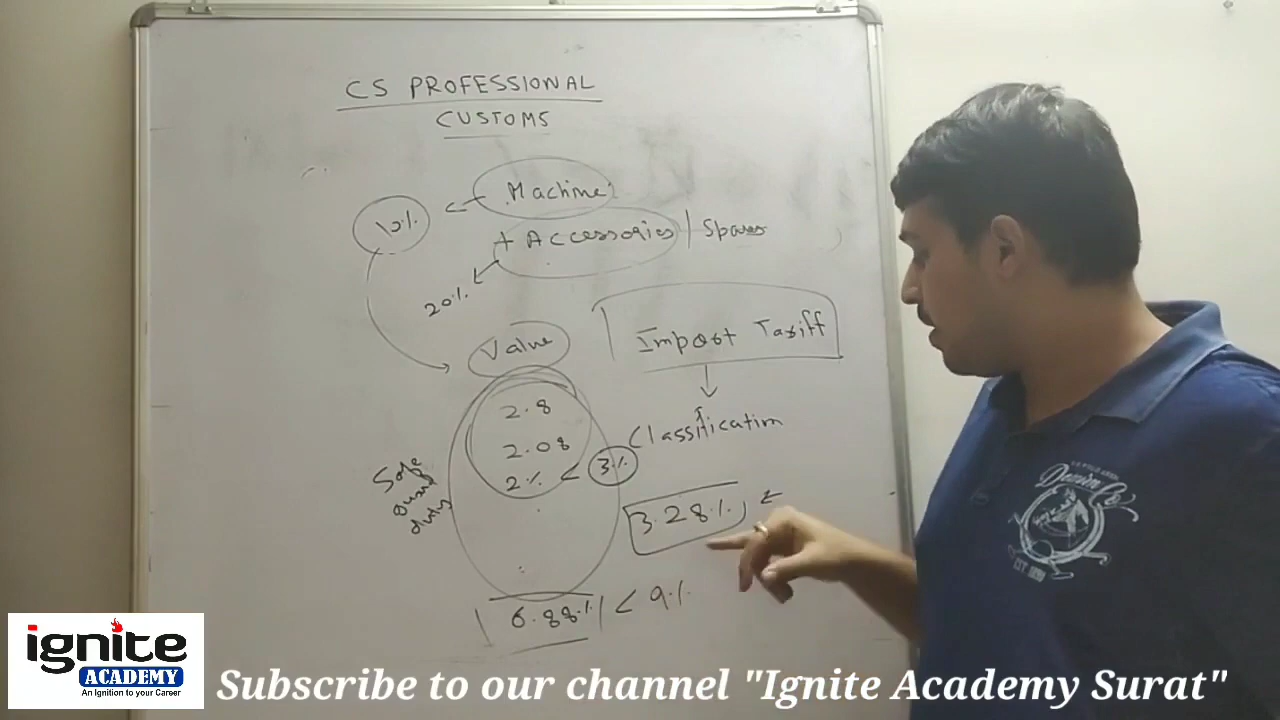 CS PROFESSIONAL
CUSTOMS
Machine
10%
+ Accessories | Spares
20%
Value
Import Tariff
2.8
2.08
Classification
2% < 3%
Safe
guard
duty
3.28%
6.88% < 9%
ignite
ACADEMY
An Ignition to your Career
Subscribe to our channel "Ignite Academy Surat"